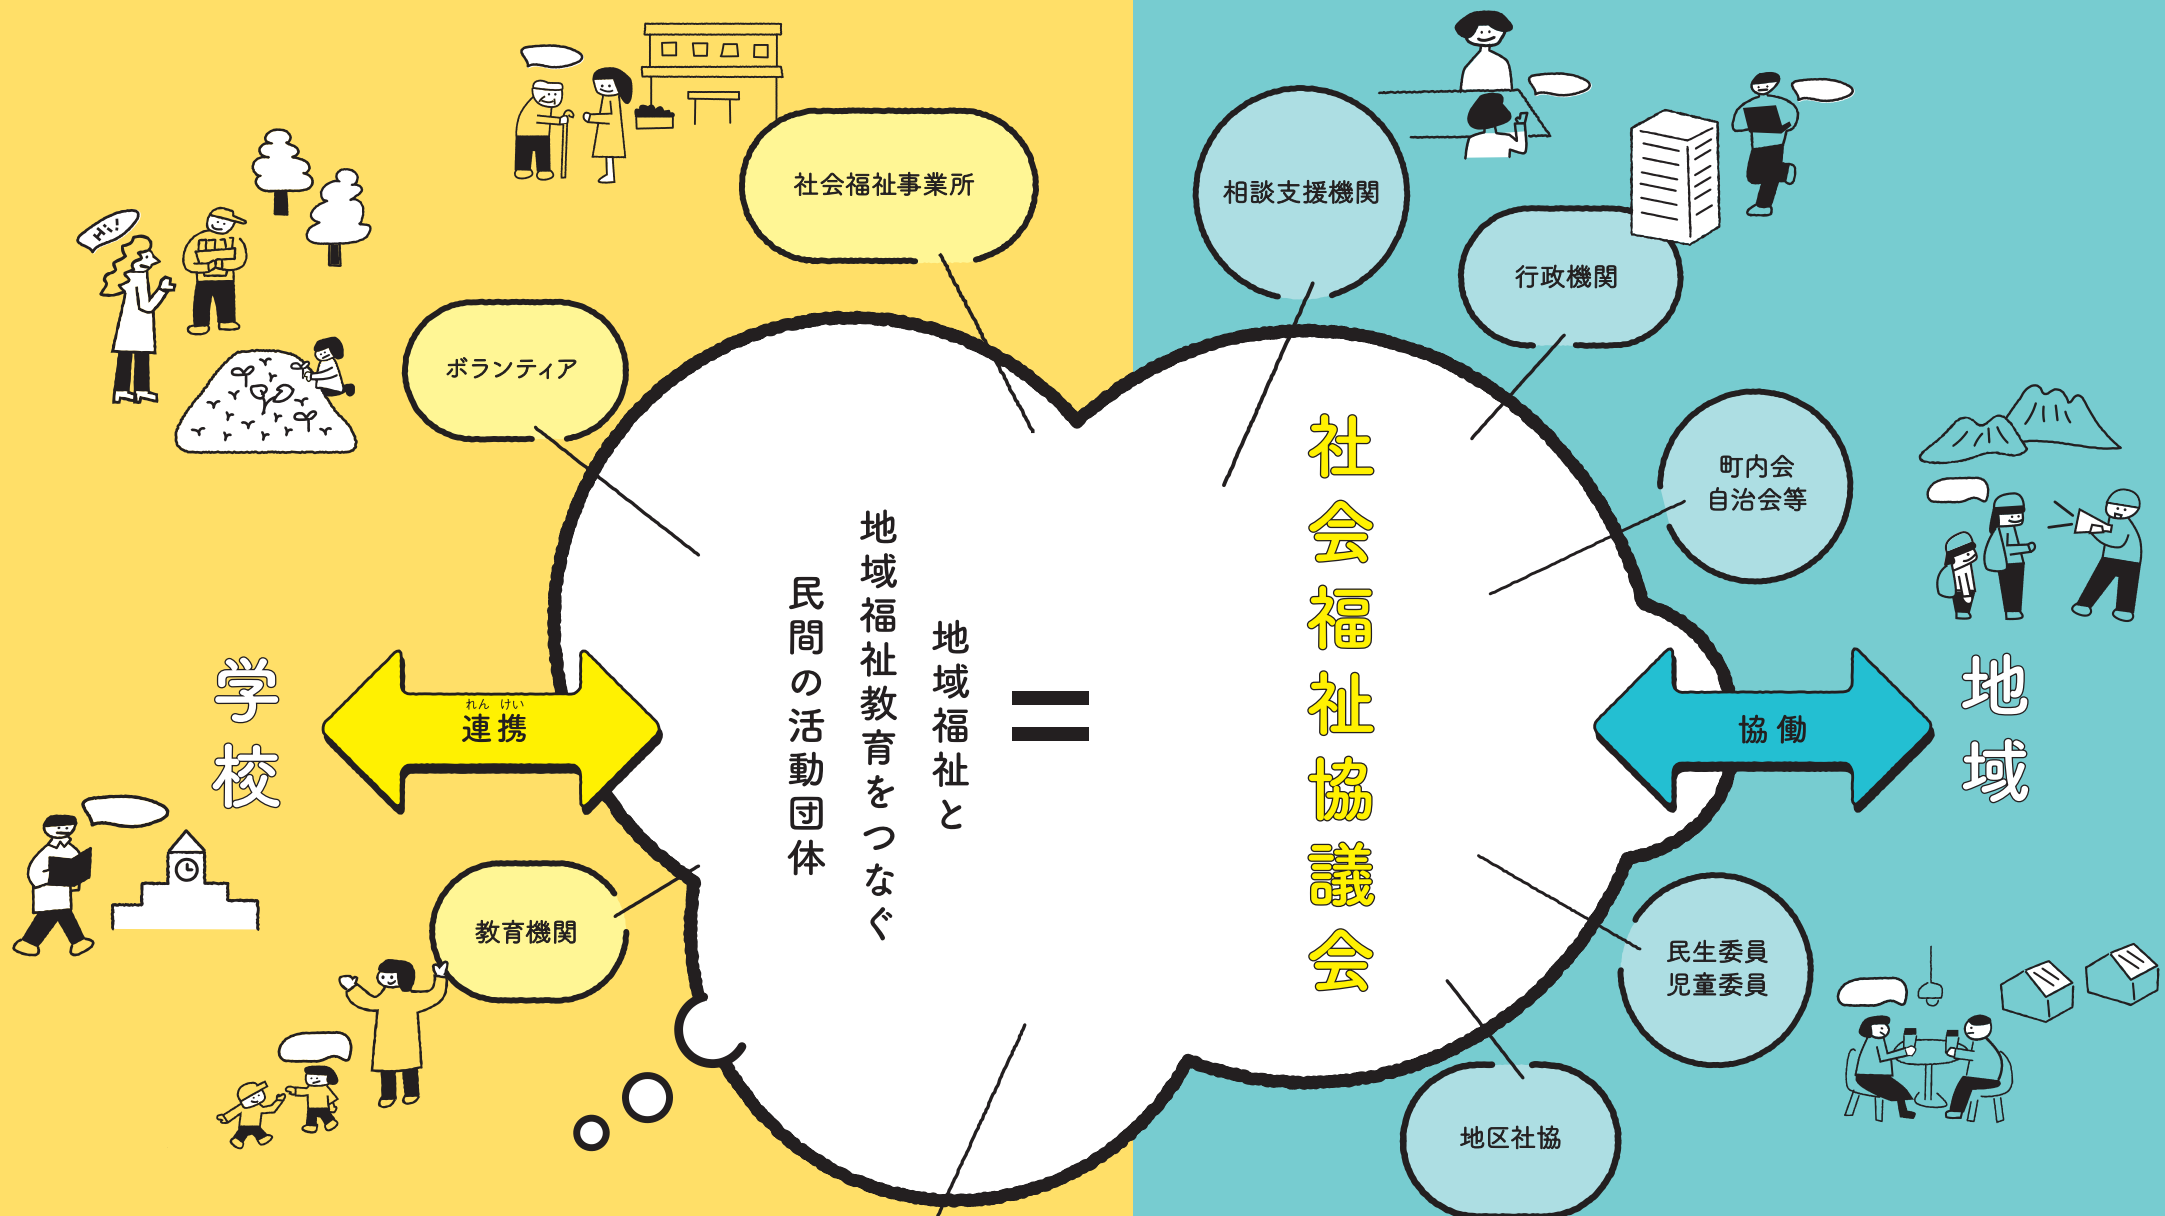 社会福祉事業所
相談支援機関
行政機関
Hi!
ボランティア
町内会
自治会等
社会福祉協議会
＝
地域福祉と
地域福祉教育をつなぐ
民間の活動団体
学校
れん けい
連携
協働
地域
教育機関
民生委員
児童委員
地区社協